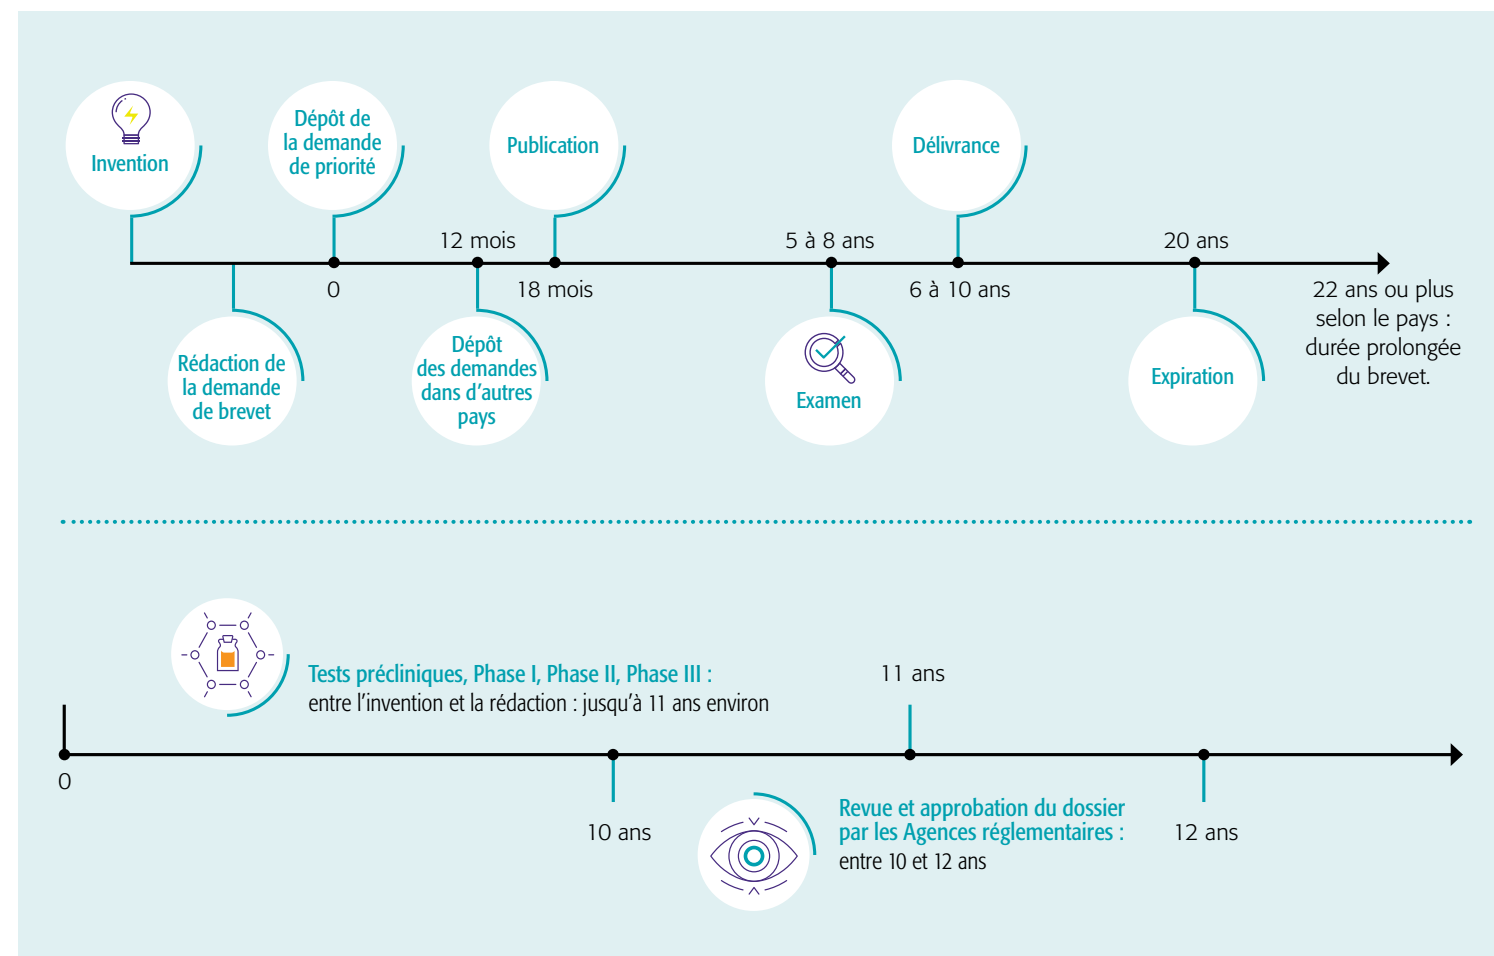 Invention
Dépôt de
la demande
de priorité
Publication
Délivrance
12 mois
5 à 8 ans
20 ans
0
18 mois
6 à 10 ans
22 ans ou plus
selon le pays :
durée prolongée
du brevet.
Rédaction de
la demande
de brevet
Dépôt
des demandes
dans d’autres
pays
Examen
Expiration
Tests précliniques, Phase I, Phase II, Phase III :
entre l’invention et la rédaction : jusqu’à 11 ans environ
11 ans
0
10 ans
Revue et approbation du dossier
par les Agences réglementaires :
entre 10 et 12 ans
12 ans